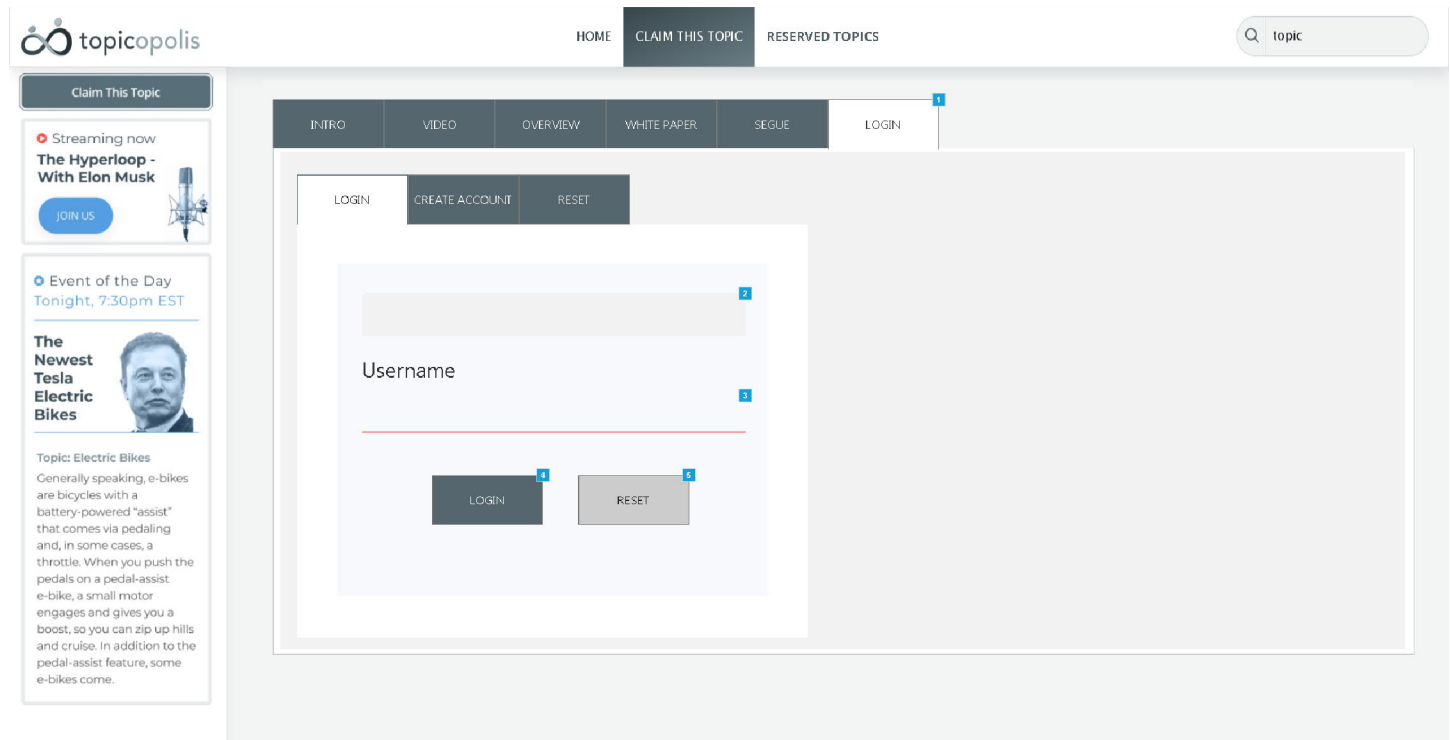 topicopolis
HOME
CLAIM THIS TOPIC
RESERVED TOPICS
topic
Claim This Topic
Streaming now
The Hyperloop -
With Elon Musk
JOIN US
Event of the Day
Tonight, 7:30pm EST
The
Newest
Tesla
Electric
Bikes
Topic: Electric Bikes
Generally speaking, e-bikes
are bicycles with a
battery-powered "assist"
that comes via pedaling
and, in some cases, a
throttle. When you push the
pedals on a pedal-assist
e-bike, a small motor
engages and gives you a
boost, so you can zip up hills
and cruise. In addition to the
pedal-assist feature, some
e-bikes come.
INTRO
VIDEO
OVERVIEW
WHITE PAPER
SEGUE
LOGIN
1
LOGIN
CREATE ACCOUNT
RESET
2
Username
3
LOGIN
4
RESET
5